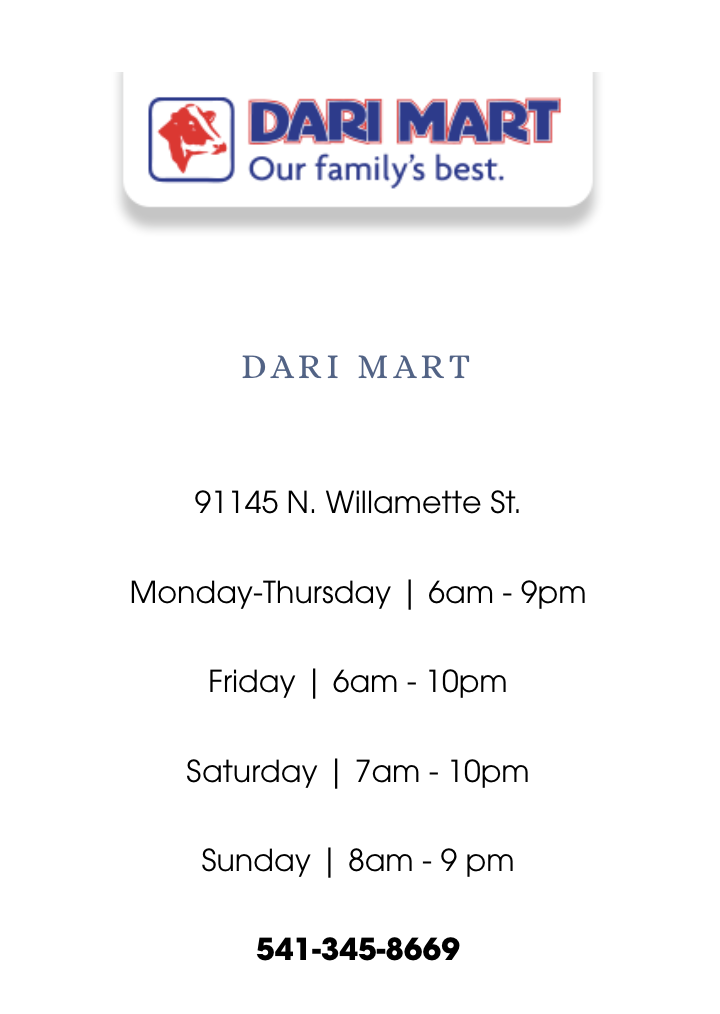 DARI MART
Our family's best.
DARI MART
91145 N. Willamette St.
Monday-Thursday | 6am - 9pm
Friday | 6am - 10pm
Saturday | 7am - 10pm
Sunday | 8am - 9 pm
541-345-8669